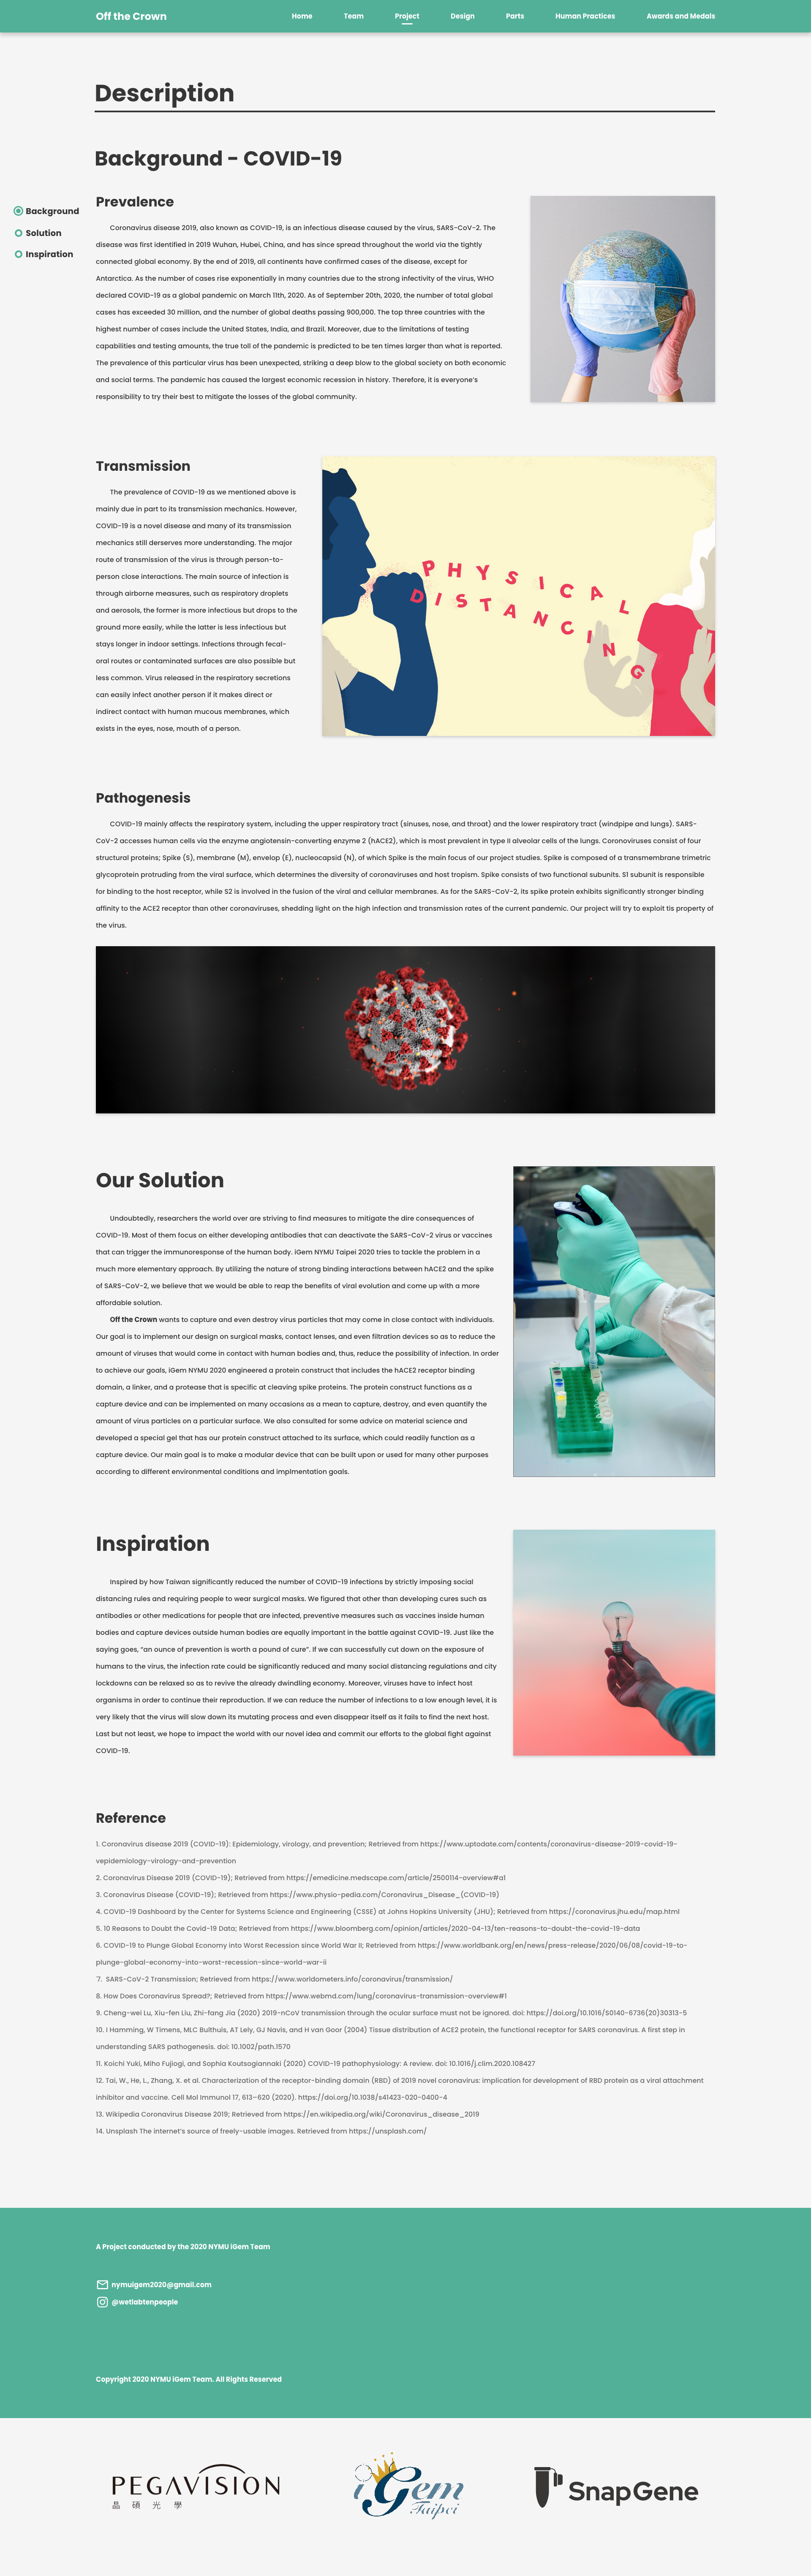 Off the Crown
Home
Team
Project
Design
Parts
Human Practices
Awards and Medals
Description
Background - COVID-19
Background
Solution
Inspiration
Prevalence
Coronavirus disease 2019, also known as COVID-19, is an infectious disease caused by the virus, SARS-CoV-2. The
disease was first identified in 2019 Wuhan, Hubei, China, and has since spread throughout the world via the tightly
connected global economy. By the end of 2019, all continents have confirmed cases of the disease, except for
Antarctica. As the number of cases rise exponentially in many countries due to the strong infectivity of the virus, WHO
declared COVID-19 as a global pandemic on March 11th, 2020. As of September 20th, 2020, the number of total global
cases has exceeded 30 million, and the number of global deaths passing 900,000. The top three countries with the
highest number of cases include the United States, India, and Brazil. Moreover, due to the limitations of testing
capabilities and testing amounts, the true toll of the pandemic is predicted to be ten times larger than what is reported.
The prevalence of this particular virus has been unexpected, striking a deep blow to the global society on both economic
and social terms. The pandemic has caused the largest economic recession in history. Therefore, it is everyone's
responsibility to try their best to mitigate the losses of the global community.
Transmission
The prevalence of COVID-19 as we mentioned above is
mainly due in part to its transmission mechanics. However,
COVID-19 is a novel disease and many of its transmission
mechanics still derserves more understanding. The major
route of transmission of the virus is through person-to-
person close interactions. The main source of infection is
through airborne measures, such as respiratory droplets
and aerosols, the former is more infectious but drops to the
ground more easily, while the latter is less infectious but
stays longer in indoor settings. Infections through fecal-
oral routes or contaminated surfaces are also possible but
less common. Virus released in the respiratory secretions
can easily infect another person if it makes direct or
indirect contact with human mucous membranes, which
exists in the eyes, nose, mouth of a person.
PHYSICAL
DISTANCING
Pathogenesis
COVID-19 mainly affects the respiratory system, including the upper respiratory tract (sinuses, nose, and throat) and the lower respiratory tract (windpipe and lungs). SARS-
CoV-2 accesses human cells via the enzyme angiotensin-converting enzyme 2 (hACE2), which is most prevalent in type II alveolar cells of the lungs. Coronoviruses consist of four
structural proteins; Spike (S), membrane (M), envelop (E), nucleocapsid (N), of which Spike is the main focus of our project studies. Spike is composed of a transmembrane trimetric
glycoprotein protruding from the viral surface, which determines the diversity of coronaviruses and host tropism. Spike consists of two functional subunits. S1 subunit is responsible
for binding to the host receptor, while S2 is involved in the fusion of the viral and cellular membranes. As for the SARS-CoV-2, its spike protein exhibits significantly stronger binding
affinity to the ACE2 receptor than other coronaviruses, shedding light on the high infection and transmission rates of the current pandemic. Our project will try to exploit tis property of
the virus.
Our Solution
Undoubtedly, researchers the world over are striving to find measures to mitigate the dire consequences of
COVID-19. Most of them focus on either developing antibodies that can deactivate the SARS-CoV-2 virus or vaccines
that can trigger the immunoresponse of the human body. iGem NYMU Taipei 2020 tries to tackle the problem in a
much more elementary approach. By utilizing the nature of strong binding interactions between hACE2 and the spike
of SARS-CoV-2, we believe that we would be able to reap the benefits of viral evolution and come up with a more
affordable solution.
Off the Crown wants to capture and even destroy virus particles that may come in close contact with individuals.
Our goal is to implement our design on surgical masks, contact lenses, and even filtration devices so as to reduce the
amount of viruses that would come in contact with human bodies and, thus, reduce the possibility of infection. In order
to achieve our goals, iGem NYMU 2020 engineered a protein construct that includes the hACE2 receptor binding
domain, a linker, and a protease that is specific at cleaving spike proteins. The protein construct functions as a
capture device and can be implemented on many occasions as a mean to capture, destroy, and even quantify the
amount of virus particles on a particular surface. We also consulted for some advice on material science and
developed a special gel that has our protein construct attached to its surface, which could readily function as a
capture device. Our main goal is to make a modular device that can be built upon or used for many other purposes
according to different environmental conditions and implmentation goals.
Inspiration
Inspired by how Taiwan significantly reduced the number of COVID-19 infections by strictly imposing social
distancing rules and requiring people to wear surgical masks. We figured that other than developing cures such as
antibodies or other medications for people that are infected, preventive measures such as vaccines inside human
bodies and capture devices outside human bodies are equally important in the battle against COVID-19. Just like the
saying goes, "an ounce of prevention is worth a pound of cure". If we can successfully cut down on the exposure of
humans to the virus, the infection rate could be significantly reduced and many social distancing regulations and city
lockdowns can be relaxed so as to revive the already dwindling economy. Moreover, viruses have to infect host
organisms in order to continue their reproduction. If we can reduce the number of infections to a low enough level, it is
very likely that the virus will slow down its mutating process and even disappear itself as it fails to find the next host.
Last but not least, we hope to impact the world with our novel idea and commit our efforts to the global fight against
COVID-19.
Reference
1. Coronavirus disease 2019 (COVID-19): Epidemiology, virology, and prevention; Retrieved from https://www.uptodate.com/contents/coronavirus-disease-2019-covid-19-
vepidemiology-virology-and-prevention
2. Coronavirus Disease 2019 (COVID-19); Retrieved from https://emedicine.medscape.com/article/2500114-overview#a1
3. Coronavirus Disease (COVID-19); Retrieved from https://www.physio-pedia.com/Coronavirus_Disease_(COVID-19)
4. COVID-19 Dashboard by the Center for Systems Science and Engineering (CSSE) at Johns Hopkins University (JHU); Retrieved from https://coronavirus.jhu.edu/map.html
5. 10 Reasons to Doubt the Covid-19 Data; Retrieved from https://www.bloomberg.com/opinion/articles/2020-04-13/ten-reasons-to-doubt-the-covid-19-data
6. COVID-19 to Plunge Global Economy into Worst Recession since World War II; Retrieved from https://www.worldbank.org/en/news/press-release/2020/06/08/covid-19-to-
plunge-global-economy-into-worst-recession-since-world-war-ii
7. SARS-CoV-2 Transmission; Retrieved from https://www.worldometers.info/coronavirus/transmission/
8. How Does Coronavirus Spread?; Retrieved from https://www.webmd.com/lung/coronavirus-transmission-overview#1
9. Cheng-wei Lu, Xiu-fen Liu, Zhi-fang Jia (2020) 2019-nCoV transmission through the ocular surface must not be ignored. doi: https://doi.org/10.1016/S0140-6736(20)30313-5
10. I Hamming, W Timens, MLC Bulthuis, AT Lely, GJ Navis, and H van Goor (2004) Tissue distribution of ACE2 protein, the functional receptor for SARS coronavirus. A first step in
understanding SARS pathogenesis. doi: 10.1002/path.1570
11. Koichi Yuki, Miho Fujiogi, and Sophia Koutsogiannaki (2020) COVID-19 pathophysiology: A review. doi: 10.1016/j.clim.2020.108427
12. Tai, W., He, L., Zhang, X. et al. Characterization of the receptor-binding domain (RBD) of 2019 novel coronavirus: implication for development of RBD protein as a viral attachment
inhibitor and vaccine. Cell Mol Immunol 17, 613–620 (2020). https://doi.org/10.1038/s41423-020-0400-4
13. Wikipedia Coronavirus Disease 2019; Retrieved from https://en.wikipedia.org/wiki/Coronavirus_disease_2019
14. Unsplash The internet's source of freely-usable images. Retrieved from https://unsplash.com/
A Project conducted by the 2020 NYMU iGem Team
nymuigem2020@gmail.com
@wetlabtenpeople
Copyright 2020 NYMU iGem Team. All Rights Reserved
PEGAVISION
晶碩光學
iGem
Taipei
SnapGene